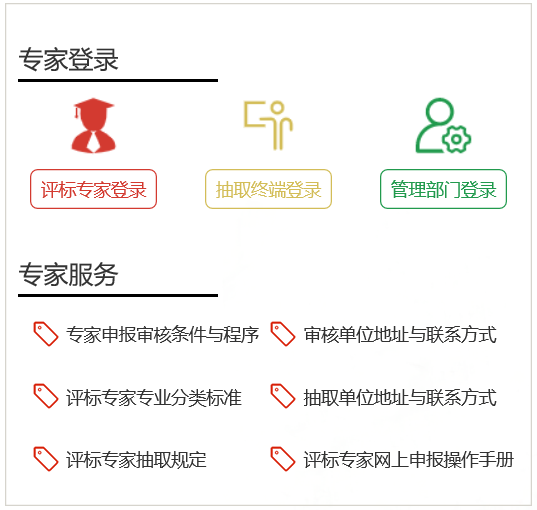 专家登录
评标专家登录 抽取终端登录 管理部门登录
专家服务
专家申报审核条件与程序 审核单位地址与联系方式
评标专家专业分类标准 抽取单位地址与联系方式
评标专家抽取规定 评标专家网上申报操作手册